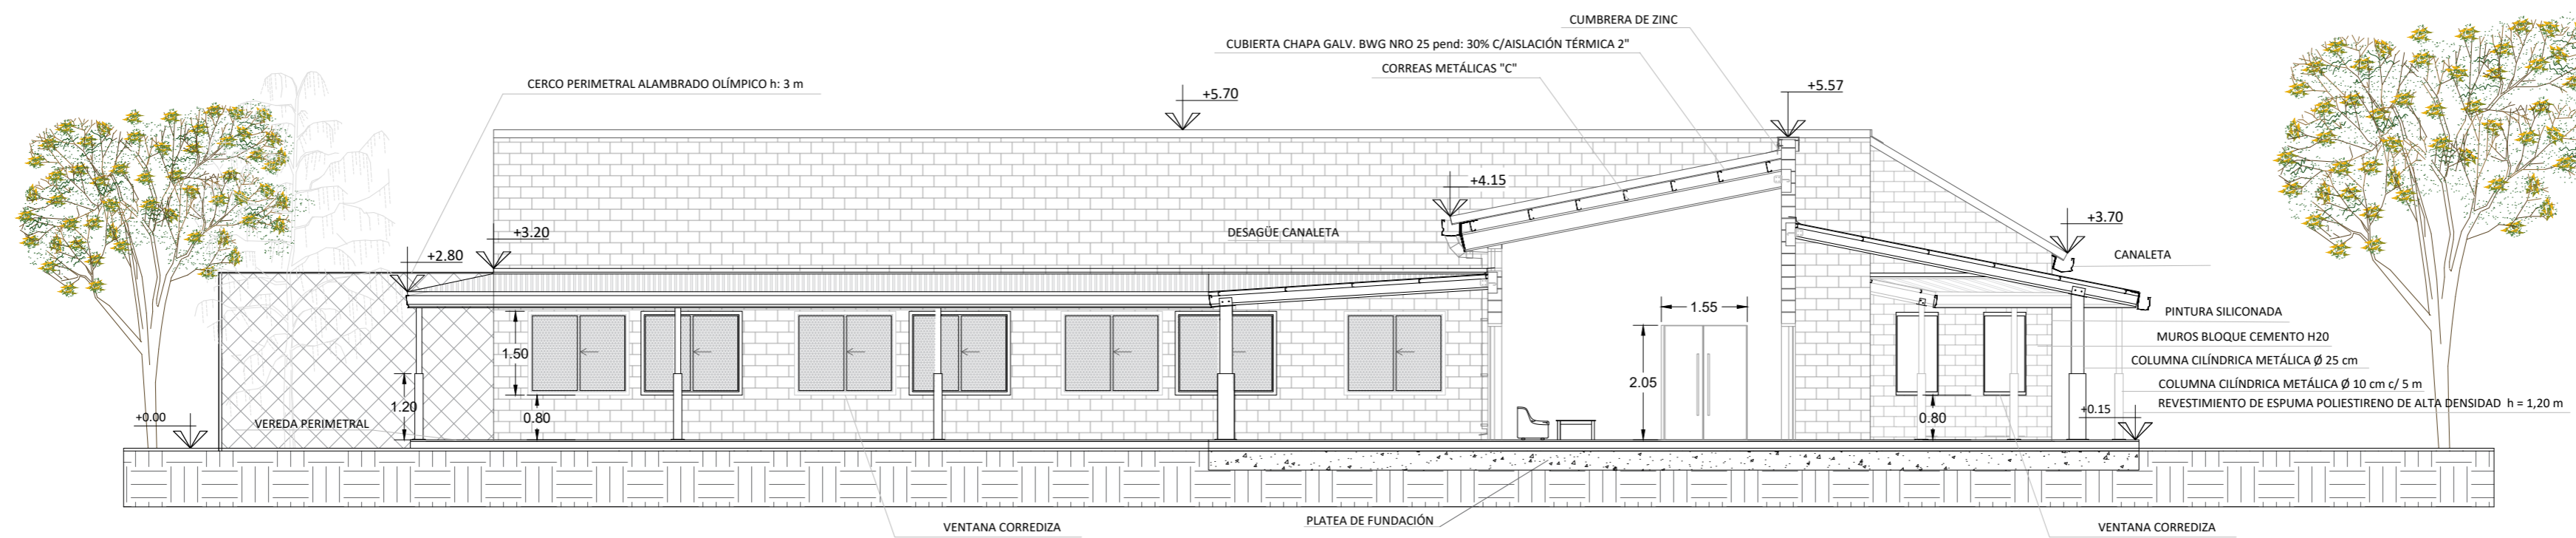 CUMBRERA DE ZINC
CUBIERTA CHAPA GALV. BWG NRO 25 pend: 30% C/AISLACIÓN TÉRMICA 2"
CORREAS METÁLICAS "C"
CERCO PERIMETRAL ALAMBRADO OLÍMPICO h: 3 m
+5.70
+5.57
+4.15
+3.70
+3.20
DESAGÜE CANALETA
+2.80
CANALETA
1.55
PINTURA SILICONADA
MUROS BLOQUE CEMENTO H20
1.50
COLUMNA CILÍNDRICA METÁLICA Ø 25 cm
2.05
COLUMNA CILÍNDRICA METÁLICA Ø 10 cm c/ 5 m
REVESTIMIENTO DE ESPUMA POLIESTIRENO DE ALTA DENSIDAD h = 1,20 m
1.20
+0.15
+0.00
0.80
0.80
VEREDA PERIMETRAL
VENTANA CORREDIZA
PLATEA DE FUNDACIÓN
VENTANA CORREDIZA